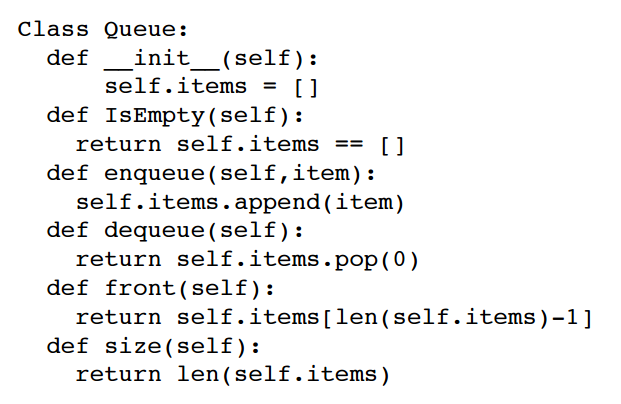 Class Queue:
  def __init__(self):
      self.items = []
  def IsEmpty(self):
    return self.items == []
  def enqueue(self,item):
    self.items.append(item)
  def dequeue(self):
    return self.items.pop(0)
  def front(self):
    return self.items[len(self.items)-1]
  def size(self):
    return len(self.items)